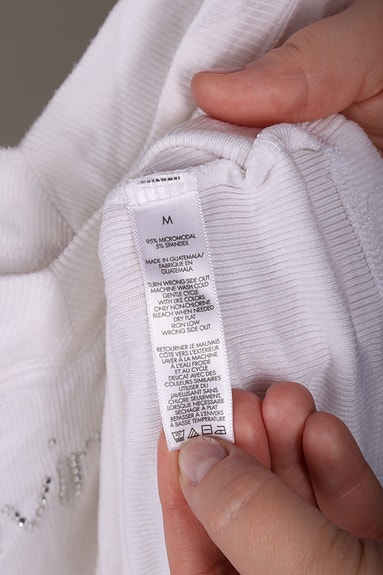 M
95% MICROMODAL
5% SPANDEX
MADE IN GUATEMALA/
FABRIQUÉ EN
GUATEMALA
TURN WRONG SIDE OUT
MACHINE WASH COLD
GENTLE CYCLE
WITH LIKE COLORS
ONLY NON-CHLORINE
BLEACH WHEN NEEDED
DRY FLAT
IRON LOW
WRONG SIDE OUT
RETOURNER LE MAUVAIS
CÔTÉ VERS L'EXTÉRIEUR
LAVER À LA MACHINE
À L'EAU FROIDE
ET AU CYCLE
DÉLICAT AVEC DES
COULEURS SIMILAIRES
UTILISER DU
JAVELLISANT SANS
CHLORE SEULEMENT,
LORSQUE NÉCESSAIRE
SÉCHAGE À PLAT
REPASSER À L'ENVERS
À BASSE TEMPÉRATURE